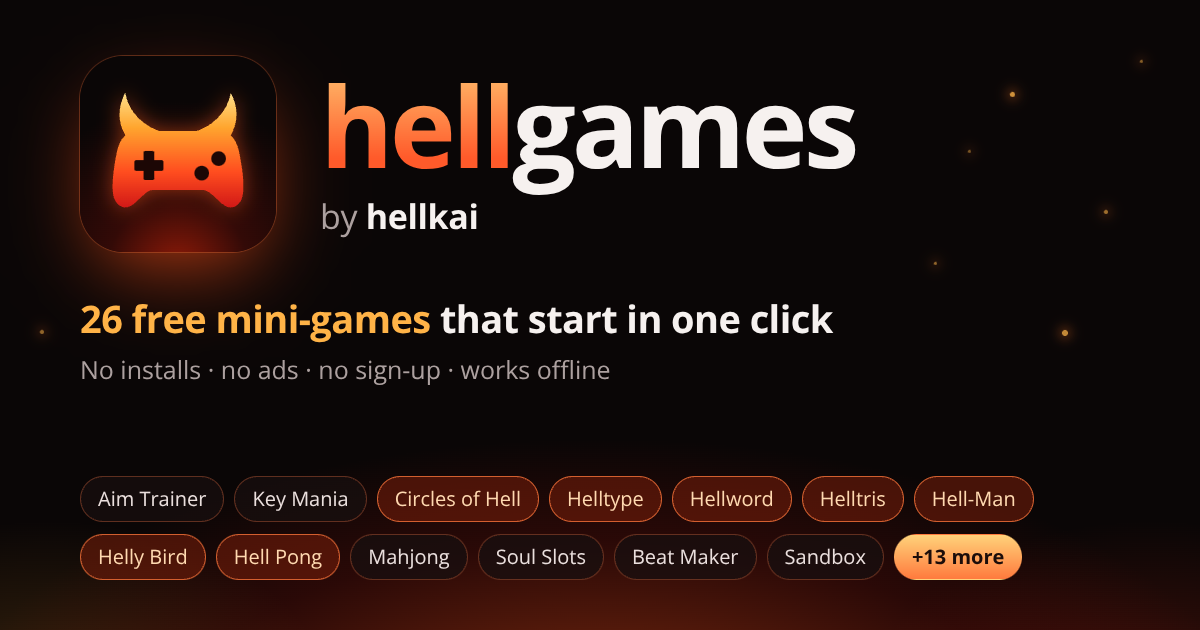 hellgames
by hellkai
26 free mini-games that start in one click
No installs · no ads · no sign-up · works offline
Aim Trainer Key Mania Circles of Hell Helltype Hellword Helltris Hell-Man
Helly Bird Hell Pong Mahjong Soul Slots Beat Maker Sandbox +13 more